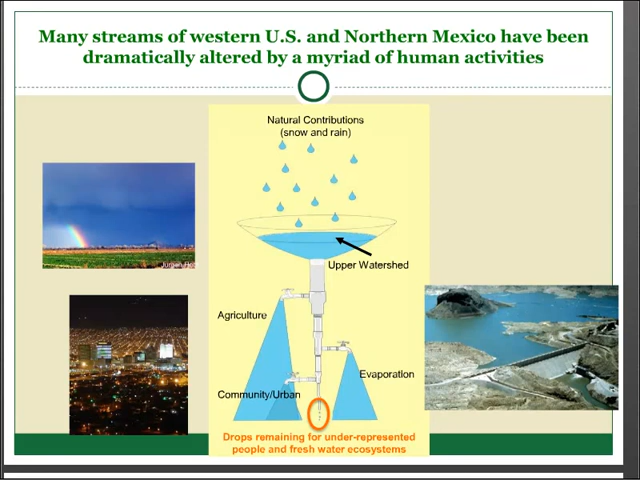 Many streams of western U.S. and Northern Mexico have been
dramatically altered by a myriad of human activities
Natural Contributions
(snow and rain)
Upper Watershed
Agriculture
Evaporation
Community/Urban
Drops remaining for under-represented
people and fresh water ecosystems